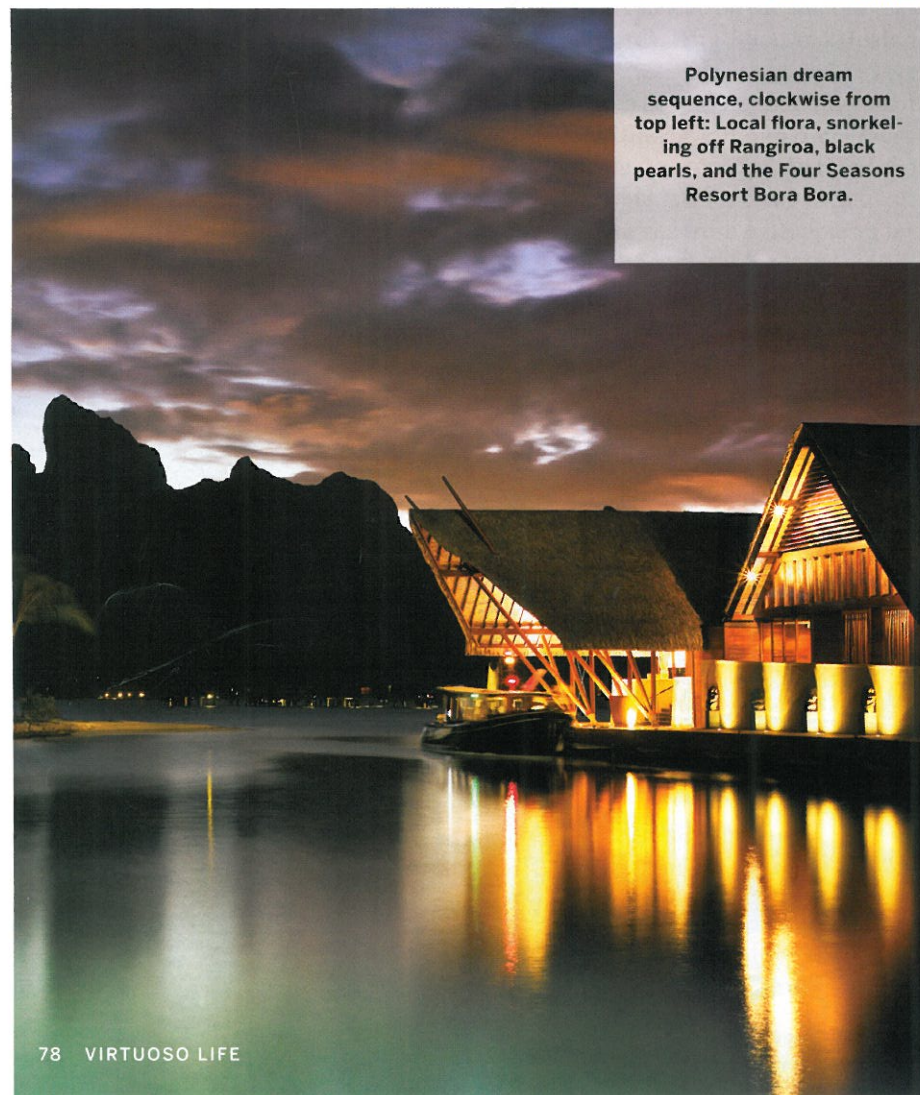 Polynesian dream
sequence, clockwise from
top left: Local flora, snorkel-
ing off Rangiroa, black
pearls, and the Four Seasons
Resort Bora Bora.
78 VIRTUOSO LIFE